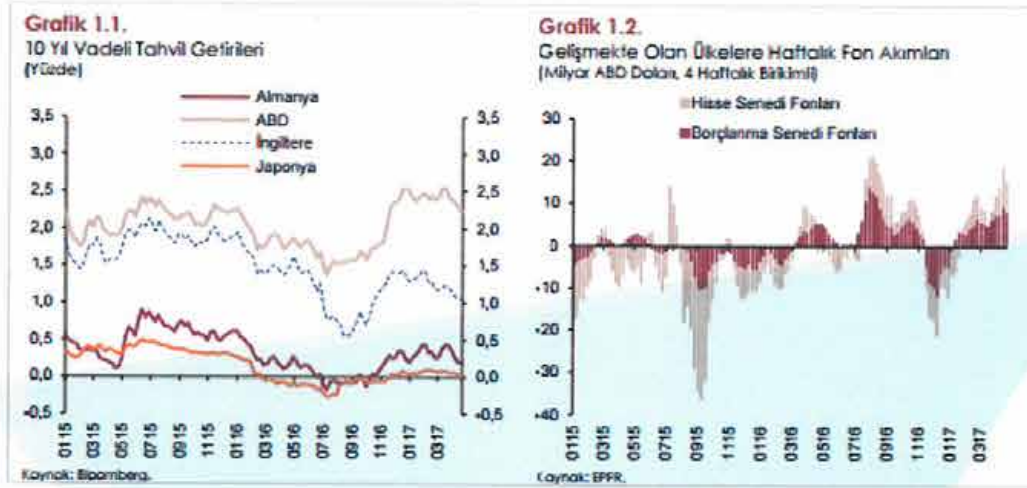 Grafik 1.1.
10 Yıl Vadeli Tahvil Getirileri
(Yüzde)
Almanya
ABD
İngiltere
Japonya
3,5 3,5
3,0 3,0
2,5 2,5
2,0 2,0
1,5 1,5
1,0 1,0
0,5 0,5
0,0 0,0
-0,5 -0,5
0115 0315 0515 0715 0915 1115 0116 0316 0516 0716 0916 1116 0117 0317
Kaynak: Bloomberg.
Grafik 1.2.
Gelişmekte Olan Ülkelere Haftalık Fon Akımları
(Milyar ABD Doları, 4 Haftalık Birikimli)
Hisse Senedi Fonları
Borçlanma Senedi Fonları
30
20
10
0
-10
-20
-30
-40
0115 0315 0515 0715 0915 1115 0116 0316 0516 0716 0916 1116 0117 0317
Kaynak: EPFR.